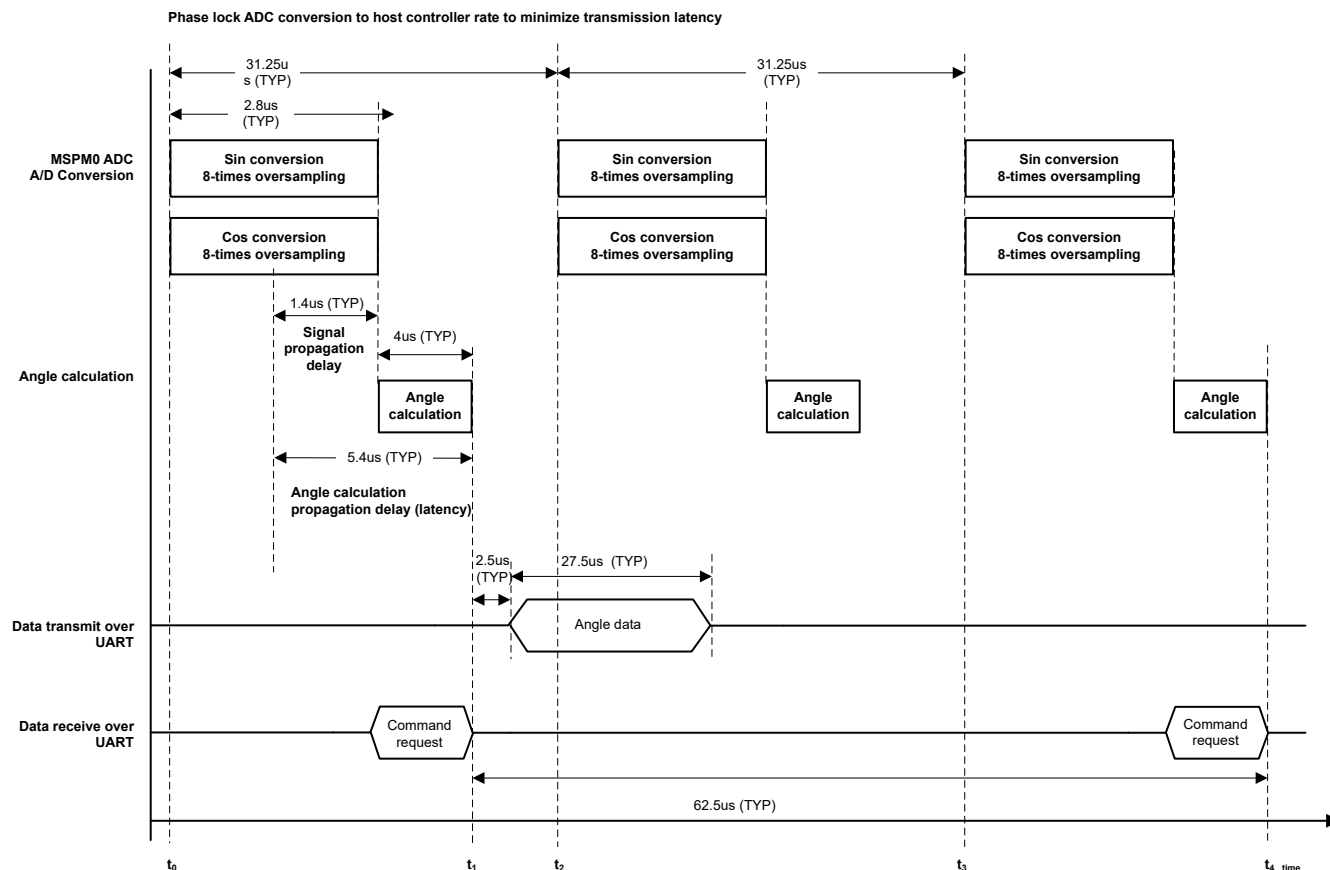 Phase lock ADC conversion to host controller rate to minimize transmission latency
31.25u
s (TYP)
31.25us
(TYP)
2.8us
(TYP)
MSPM0 ADC
A/D Conversion
Sin conversion
8-times oversampling
Sin conversion
8-times oversampling
Sin conversion
8-times oversampling
Cos conversion
8-times oversampling
Cos conversion
8-times oversampling
Cos conversion
8-times oversampling
1.4us (TYP)
Signal
propagation
delay
4us (TYP)
Angle calculation
Angle
calculation
Angle
calculation
Angle
calculation
5.4us (TYP)
Angle calculation
propagation delay (latency)
2.5us
(TYP)
27.5us (TYP)
Data transmit over
UART
Angle data
Data receive over
UART
Command
request
Command
request
62.5us (TYP)
t0
t1
t2
t3
t4 time